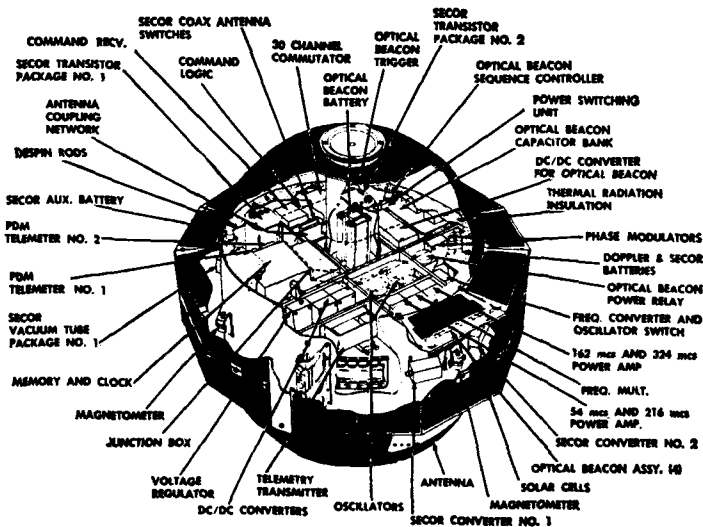 SECOR COAX ANTENNA
SWITCHES
COMMAND RECV.
SECOR TRANSISTOR
PACKAGE NO. 1
COMMAND
LOGIC
30 CHANNEL
COMMUTATOR
OPTICAL
BEACON
BATTERY
OPTICAL
BEACON
TRIGGER
SECOR
TRANSISTOR
PACKAGE NO. 2
OPTICAL BEACON
SEQUENCE CONTROLLER
ANTENNA
COUPLING
NETWORK
DESPIN RODS
SECOR AUX. BATTERY
PDM
TELEMETER NO. 2
PDM
TELEMETER NO. 1
SECOR
VACUUM TUBE
PACKAGE NO. 1
MEMORY AND CLOCK
MAGNETOMETER
JUNCTION BOX
VOLTAGE
REGULATOR
DC/DC CONVERTERS
TELEMETRY
TRANSMITTER
OSCILLATORS
POWER SWITCHING
UNIT
OPTICAL BEACON
CAPACITOR BANK
DC/DC CONVERTER
FOR OPTICAL BEACON
THERMAL RADIATION
INSULATION
PHASE MODULATORS
DOPPLER & SECOR
BATTERIES
OPTICAL BEACON
POWER RELAY
FREQ. CONVERTER AND
OSCILLATOR SWITCH
162 mcs AND 324 mcs
POWER AMP
FREQ. MULT.
54 mcs AND 216 mcs
POWER AMP.
SECOR CONVERTER NO. 2
OPTICAL BEACON ASSY. (4)
SOLAR CELLS
MAGNETOMETER
ANTENNA
SECOR CONVERTER NO. 1